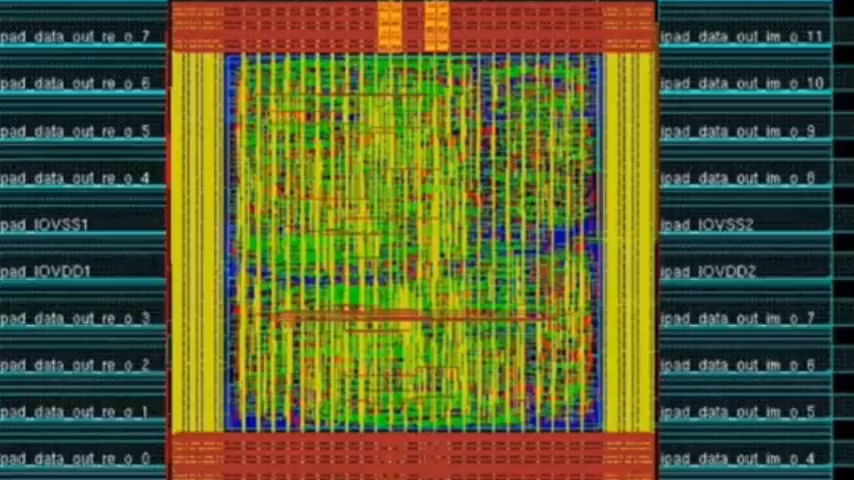 pad_data_out_re_o_7
pad_data_out_re_o_6
pad_data_out_re_o_5
pad_data_out_re_o_4
pad_IOVSS1
pad_IOVDD1
pad_data_out_re_o_3
pad_data_out_re_o_2
pad_data_out_re_o_1
pad_data_out_re_o_0
ipad_data_out_im_o_11
ipad_data_out_im_o_10
ipad_data_out_im_o_9
ipad_data_out_im_o_8
ipad_IOVSS2
ipad_IOVDD2
ipad_data_out_im_o_7
ipad_data_out_im_o_6
ipad_data_out_im_o_5
ipad_data_out_im_o_4